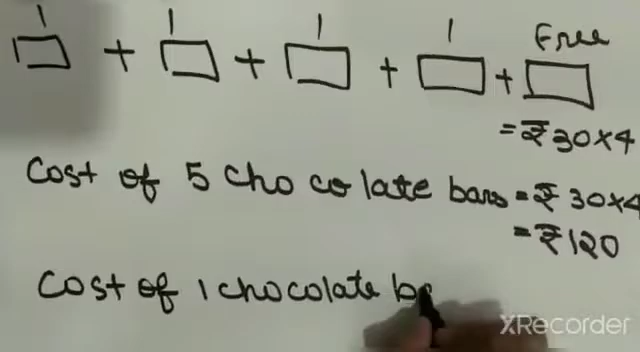 1 1 1 1 Free
+ + + +
= ₹ 30×4
Cost of 5 chocolate bars = ₹ 30×4
= ₹ 120
Cost of 1 chocolate b
XRecorder